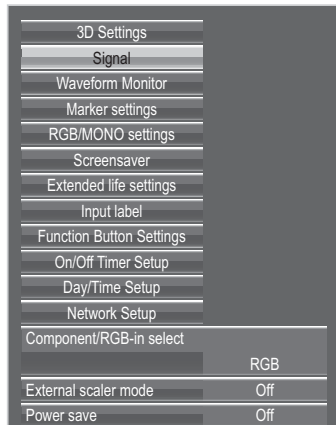 3D Settings
Signal
Waveform Monitor
Marker settings
RGB/MONO settings
Screensaver
Extended life settings
Input label
Function Button Settings
On/Off Timer Setup
Day/Time Setup
Network Setup
Component/RGB-in select
RGB
External scaler mode Off
Power save Off